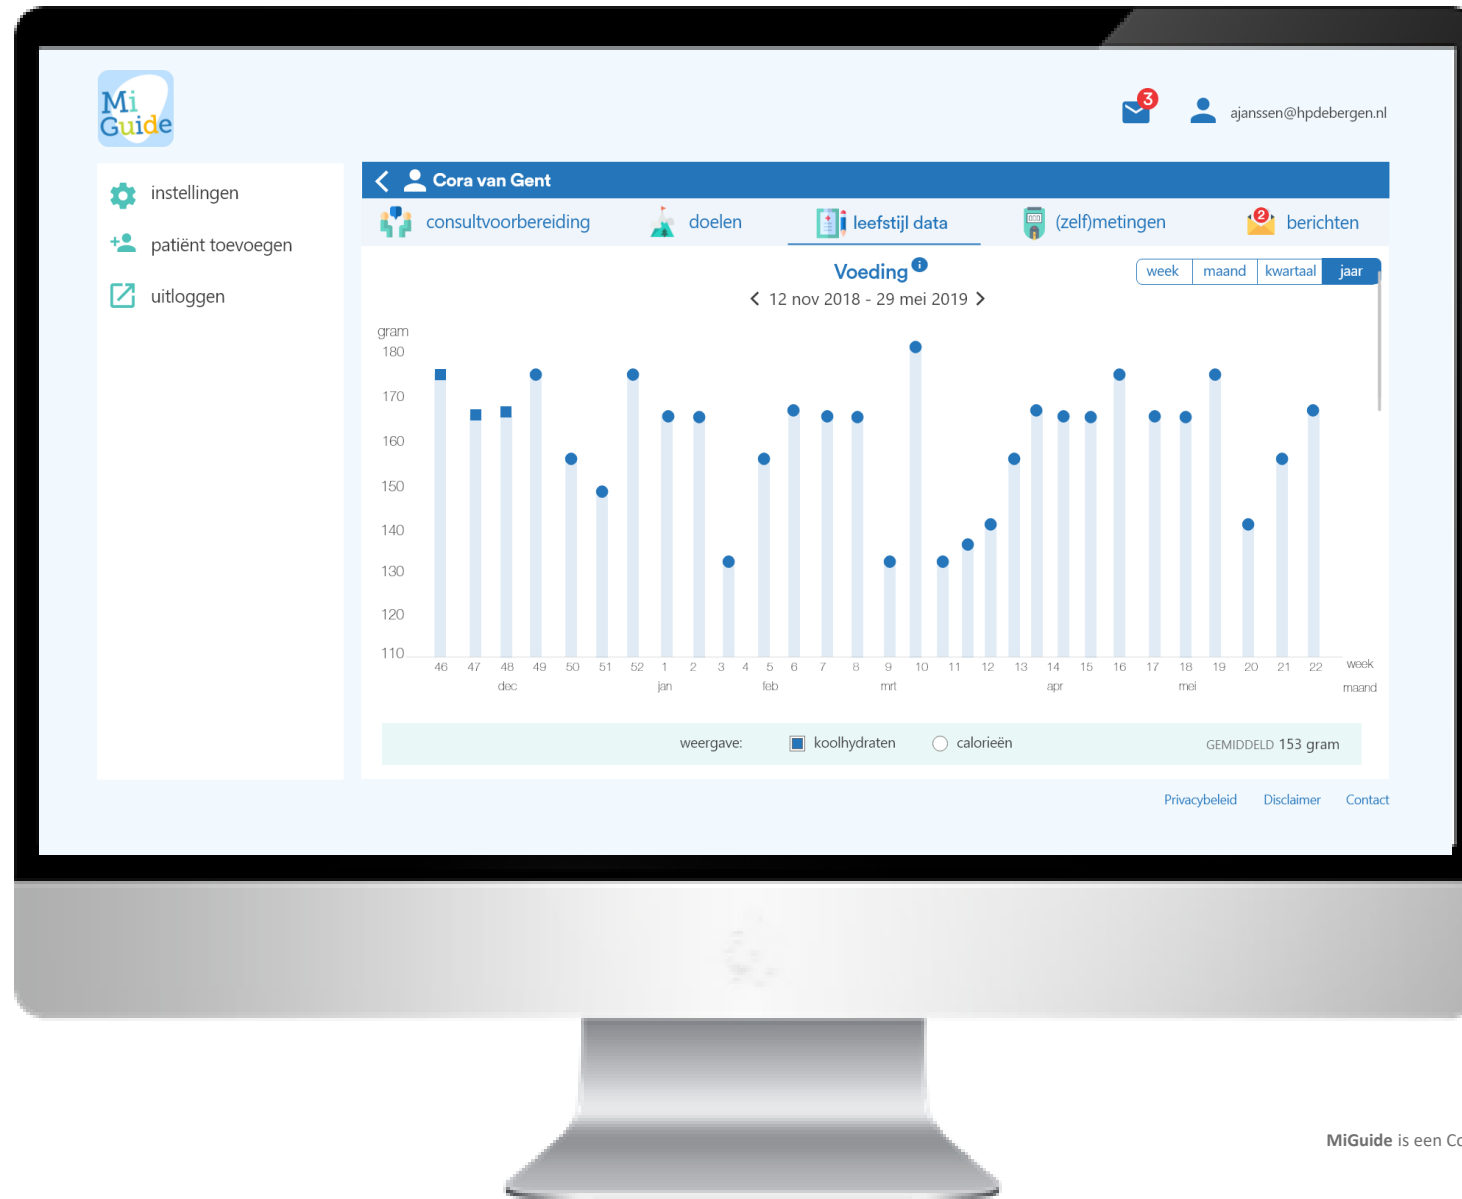 Mi
Guide
3
ajanssen@hpdebergen.nl
instellingen
patiënt toevoegen
uitloggen
Cora van Gent
consultvoorbereiding doelen leefstijl data (zelf)metingen 2 berichten
Voeding i
week maand kwartaal jaar
12 nov 2018 - 29 mei 2019
gram
180
170
160
150
140
130
120
110
46 47 48 49 50 51 52 1 2 3 4 5 6 7 8 9 10 11 12 13 14 15 16 17 18 19 20 21 22 week
dec jan feb mrt apr mei maand
weergave: koolhydraten calorieën GEMIDDELD 153 gram
Privacybeleid Disclaimer Contact
MiGuide is een Co